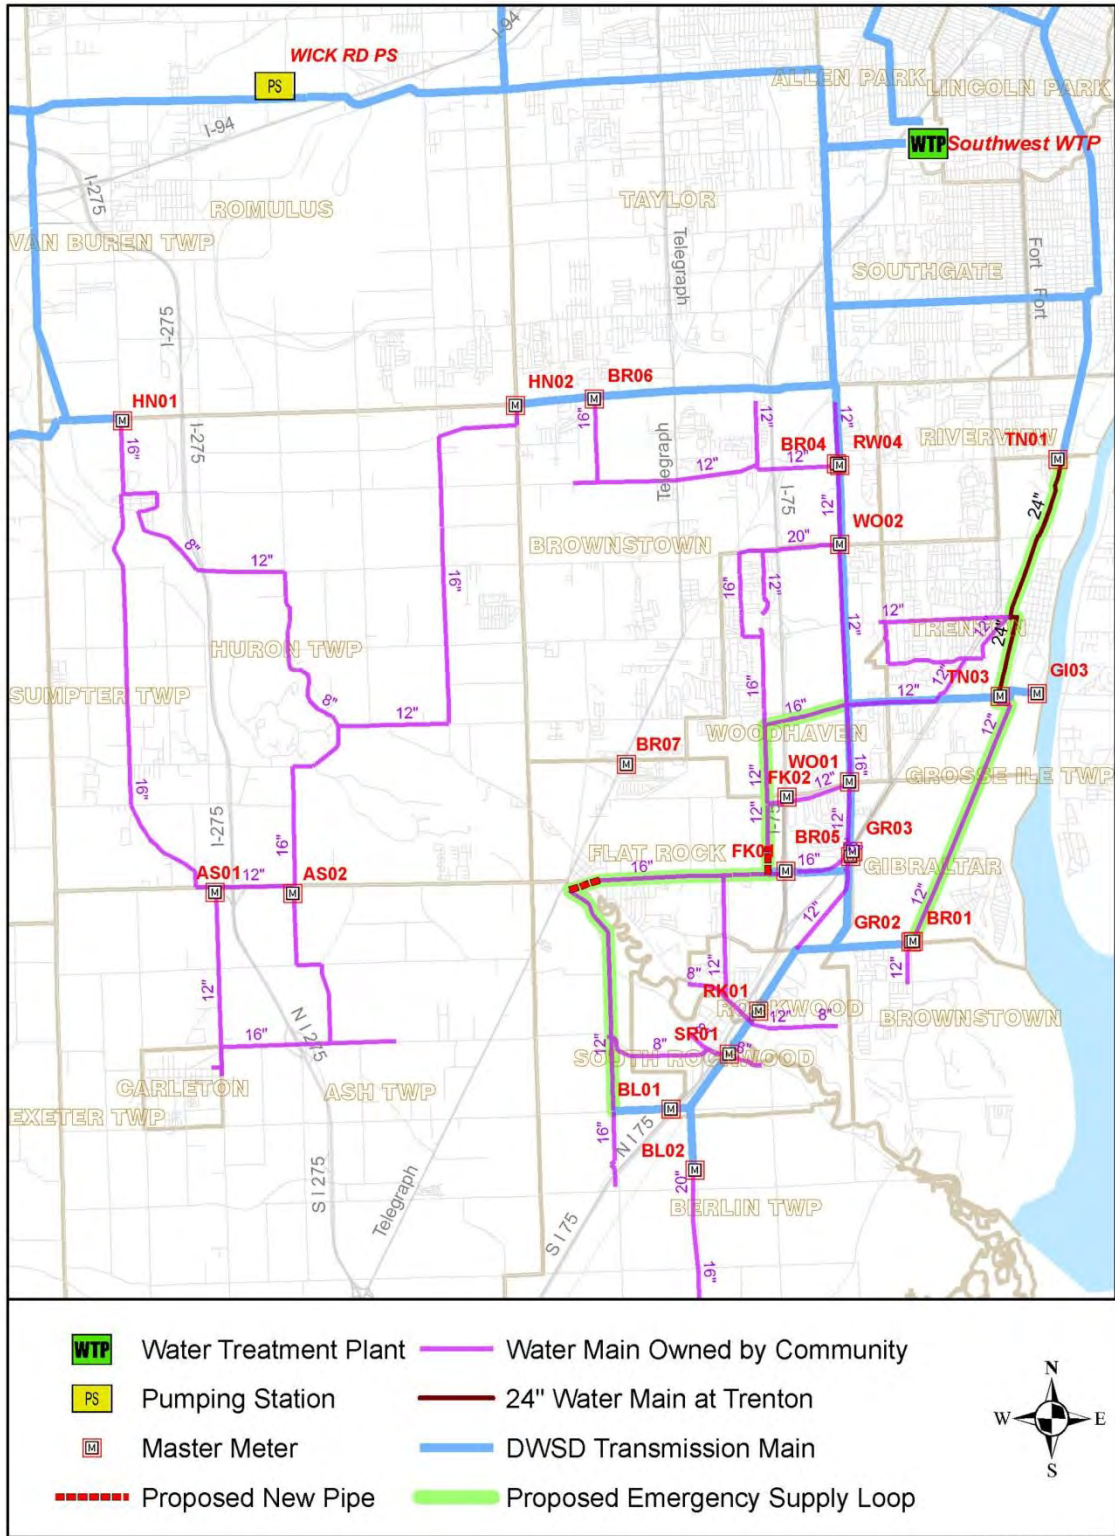 I-94
WICK RD PS
PS
ALLEN PARK
LINCOLN PARK
I-94
WTP Southwest WTP
I-275
ROMULUS
TAYLOR
VAN BUREN TWP
Telegraph
Fort
SOUTHGATE
Fort
I-275
HN01
HN02
BR06
M
M
M
16"
I-275
16"
12"
12"
RIVERVIEW
TN01
BR04
RW04
M
Telegraph
12"
12"
M
I-75
24"
8"
12"
BROWNSTOWN
20"
12"
WO02
M
16"
16"
12"
12"
12"
TRENTON
12"
24"
HURON TWP
SUMPTER TWP
8"
12"
16"
12"
12"
TN03
GI03
M
M
16"
WOODHAVEN
12"
BR07
M
12"
WO01
16"
M
GROSSE ILE TWP
FK02
12"
M
16"
I-275
12"
I-75
12"
BR05
GR03
M
16"
FLAT ROCK
16"
M
16"
GIBRALTAR
AS01
12"
AS02
M
M
12"
12"
GR02
BR01
M
12"
12"
8"
12"
RK01
M
ROCKWOOD
12"
8"
BROWNSTOWN
N I 275
16"
12"
8"
SR01
M
8"
SOUTH ROCKWOOD
CARLETON
ASH TWP
EXETER TWP
BL01
M
16"
N I 75
BL02
M
S I 275
Telegraph
20"
BERLIN TWP
S I 75
16"
WTP Water Treatment Plant
Water Main Owned by Community
PS Pumping Station
24" Water Main at Trenton
M Master Meter
DWSD Transmission Main
Proposed New Pipe
Proposed Emergency Supply Loop
N
W E
S